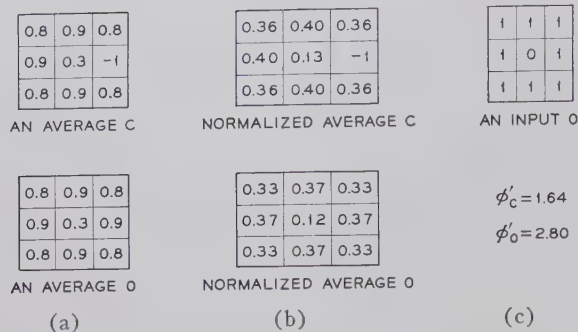 0.8 0.9 0.8
0.9 0.3 -1
0.8 0.9 0.8
AN AVERAGE C
0.36 0.40 0.36
0.40 0.13 -1
0.36 0.40 0.36
NORMALIZED AVERAGE C
1 1 1
1 0 1
1 1 1
AN INPUT O
0.8 0.9 0.8
0.9 0.3 0.9
0.8 0.9 0.8
AN AVERAGE O
(a)
0.33 0.37 0.33
0.37 0.12 0.37
0.33 0.37 0.33
NORMALIZED AVERAGE O
(b)
ϕ′C = 1.64
ϕ′O = 2.80
(c)